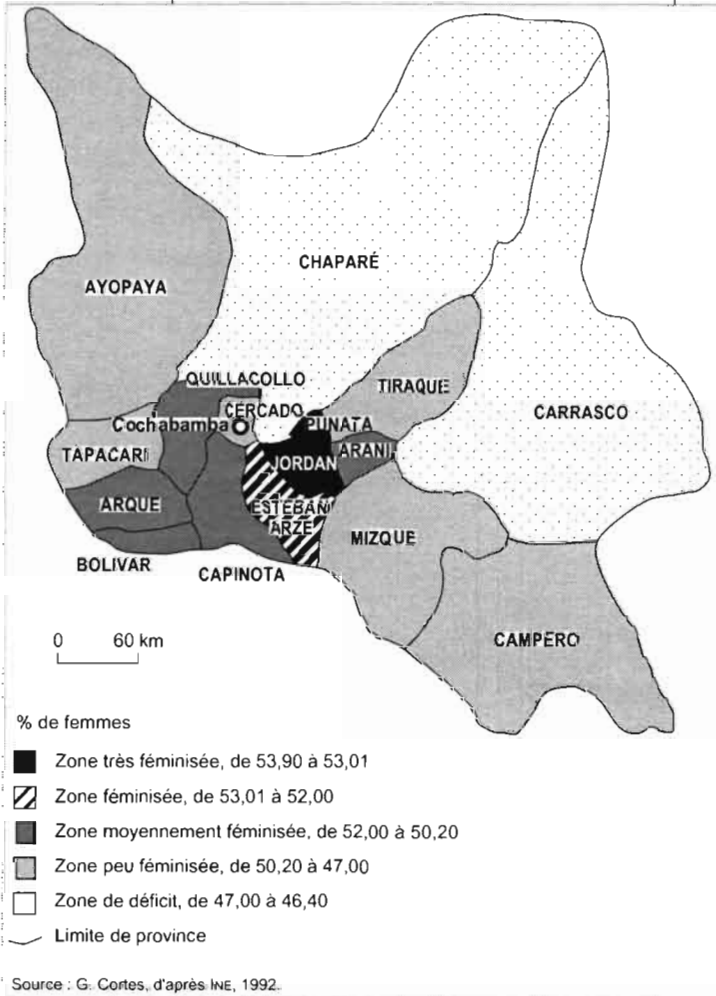 CHAPARÉ
AYOPAYA
QUILLACOLLO
TIRAQUE
CERCADO
CARRASCO
Cochabamba
PUNATA
TAPACARI
ARANI
JORDAN
ARQUE
ESTEBAN
ARZE
MIZQUE
BOLIVAR
CAPINOTA
CAMPERO
0 60 km
% de femmes
Zone très féminisée, de 53,90 à 53,01
Zone féminisée, de 53,01 à 52,00
Zone moyennement féminisée, de 52,00 à 50,20
Zone peu féminisée, de 50,20 à 47,00
Zone de déficit, de 47,00 à 46,40
Limite de province
Source : G. Cortes, d'après INE, 1992.